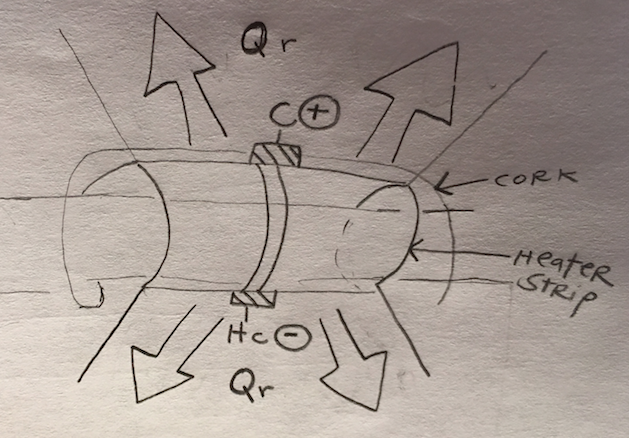 Qr
C+
CORK
Heater
Strip
Hc-
Qr